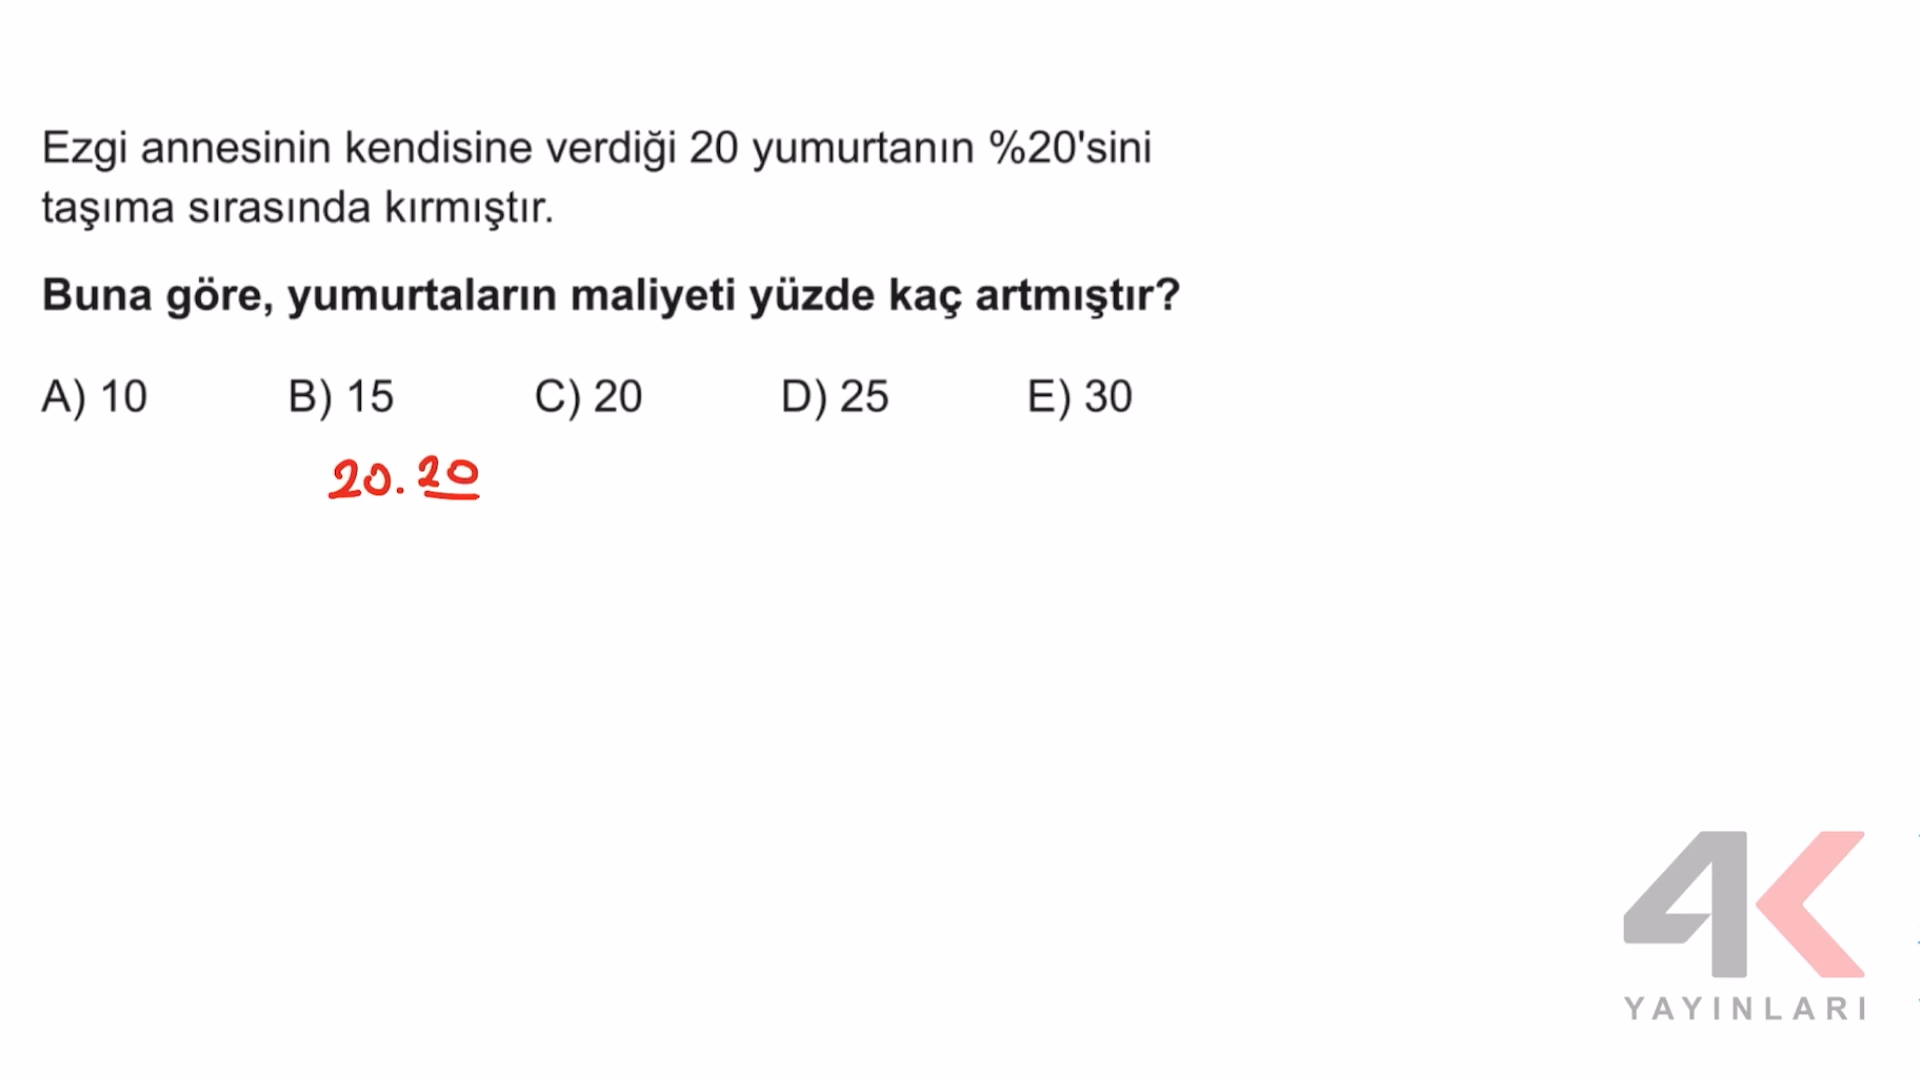 Ezgi annesinin kendisine verdiği 20 yumurtanın %20'sini
taşıma sırasında kırmıştır.
Buna göre, yumurtaların maliyeti yüzde kaç artmıştır?
A) 10 B) 15 C) 20 D) 25 E) 30
20. 20
4K
YAYINLARI